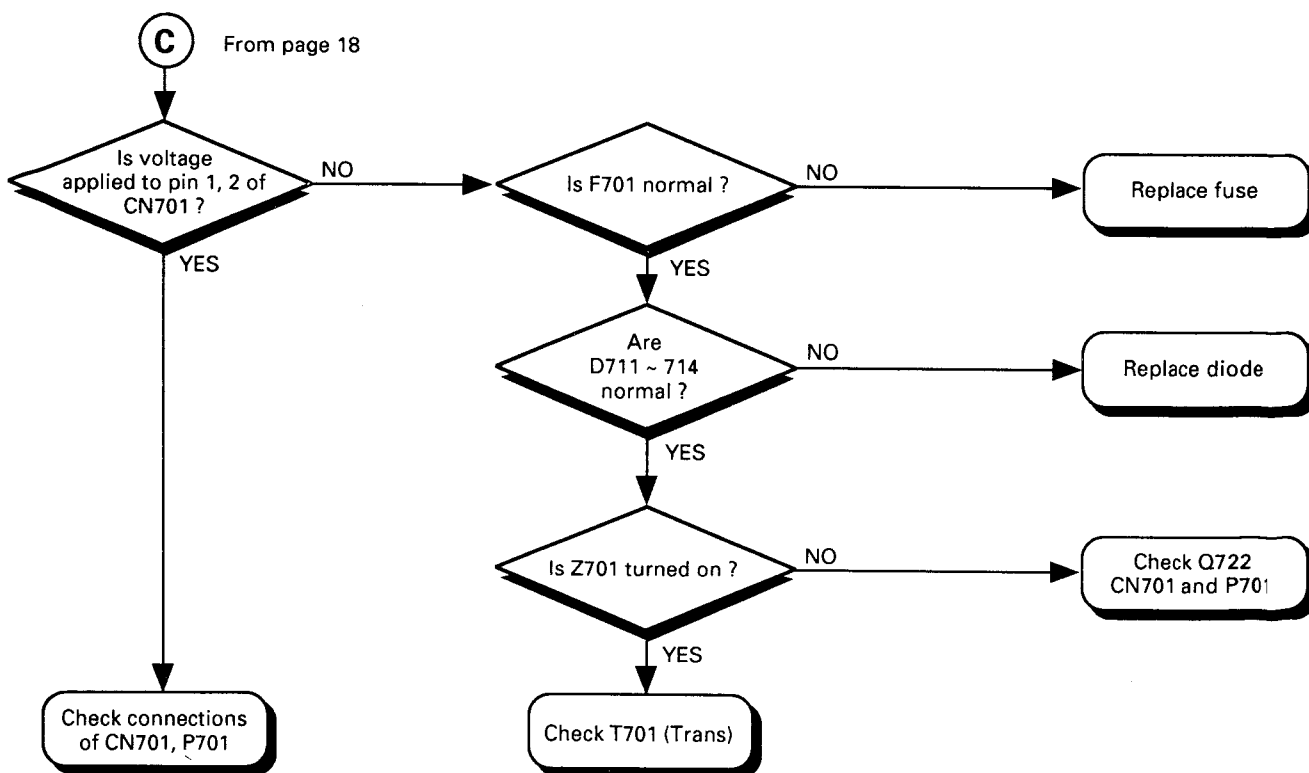 C
From page 18
Is voltage
applied to pin 1, 2 of
CN701 ?
NO
YES
Is F701 normal ?
NO
Replace fuse
YES
Are
D711 ~ 714
normal ?
NO
Replace diode
YES
Is Z701 turned on ?
NO
Check Q722
CN701 and P701
YES
Check connections
of CN701, P701
Check T701 (Trans)